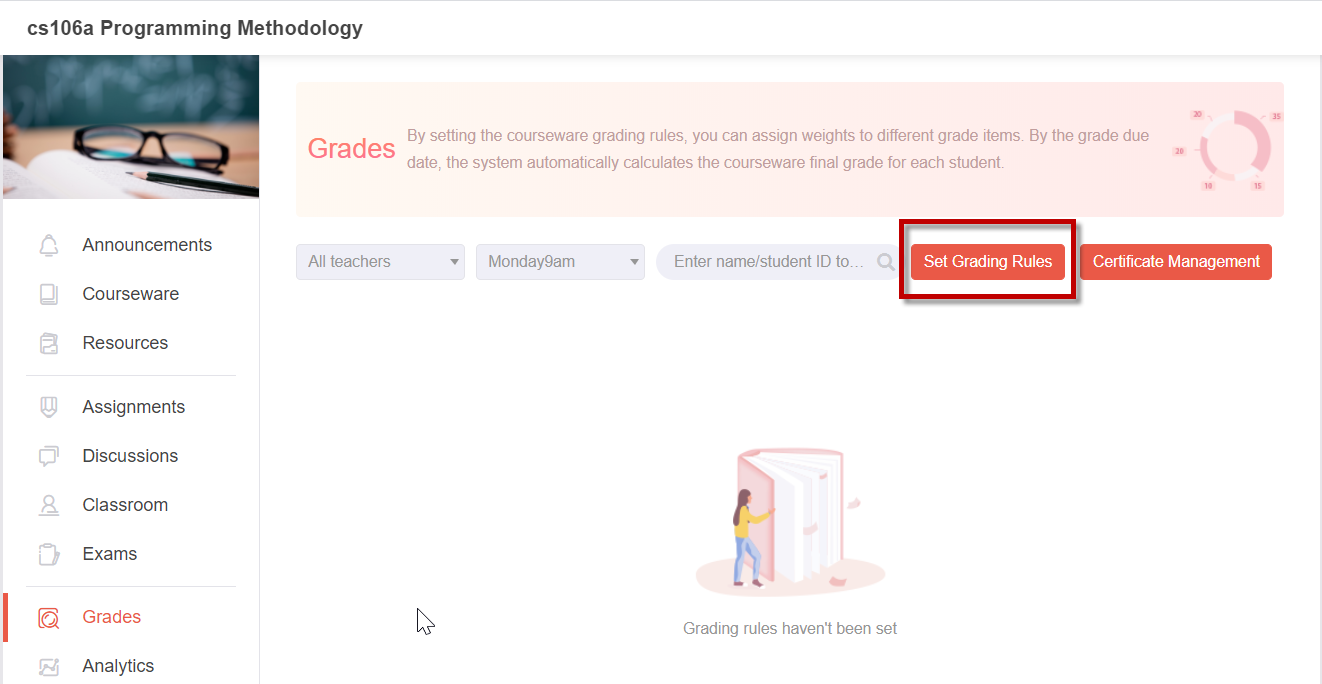 cs106a Programming Methodology
Grades
By setting the courseware grading rules, you can assign weights to different grade items. By the grade due
date, the system automatically calculates the courseware final grade for each student.
20
35
20
10
15
All teachers
Monday9am
Enter name/student ID to...
Set Grading Rules
Certificate Management
Announcements
Courseware
Resources
Assignments
Discussions
Classroom
Exams
Grades
Analytics
Grading rules haven't been set